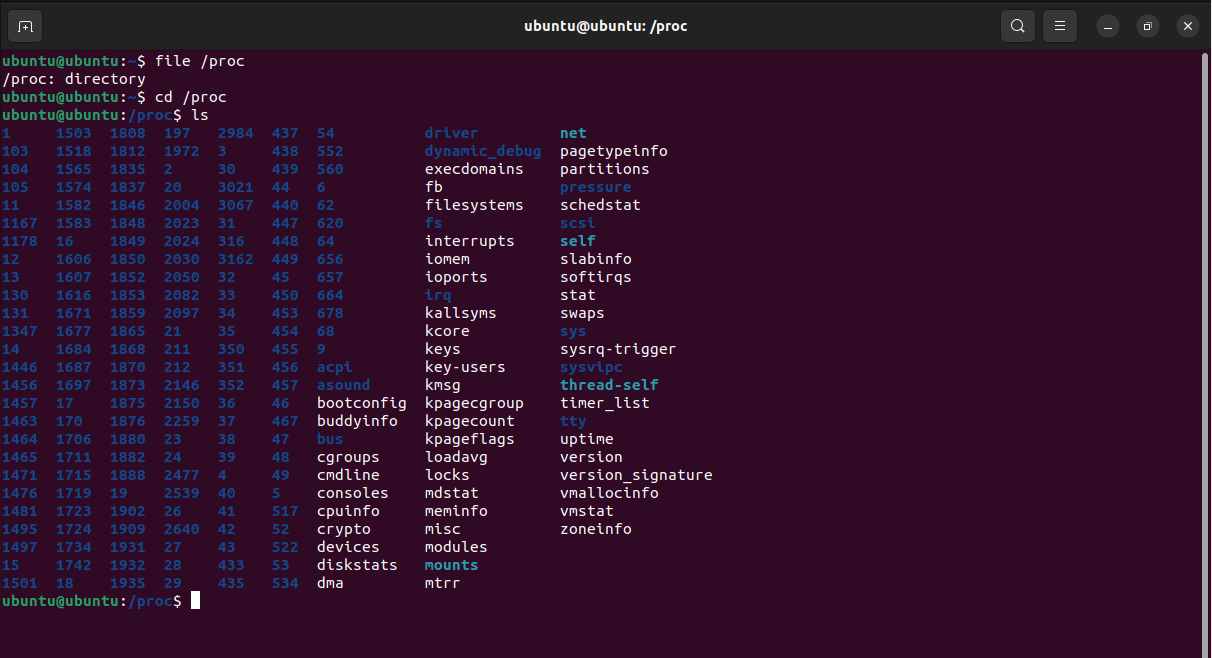 ubuntu@ubuntu: /proc
ubuntu@ubuntu:~$ file /proc
/proc: directory
ubuntu@ubuntu:~$ cd /proc
ubuntu@ubuntu:/proc$ ls
1 1503 1808 197 2984 437 54 driver net
103 1518 1812 1972 3 438 552 dynamic_debug pagetypeinfo
104 1565 1835 2 30 439 560 execdomains partitions
105 1574 1837 20 3021 44 6 fb pressure
11 1582 1846 2004 3067 440 62 filesystems schedstat
1167 1583 1848 2023 31 447 620 fs scsi
1178 16 1849 2024 316 448 64 interrupts self
12 1606 1850 2030 3162 449 656 iomem slabinfo
13 1607 1852 2050 32 45 657 ioports softirqs
130 1616 1853 2082 33 450 664 irq stat
131 1671 1859 2097 34 453 678 kallsyms swaps
1347 1677 1865 21 35 454 68 kcore sys
14 1684 1868 211 350 455 9 keys sysrq-trigger
1446 1687 1870 212 351 456 acpi key-users sysvipc
1456 1697 1873 2146 352 457 asound kmsg thread-self
1457 17 1875 2150 36 46 bootconfig kpagecgroup timer_list
1463 170 1876 2259 37 467 buddyinfo kpagecount tty
1464 1706 1880 23 38 47 bus kpageflags uptime
1465 1711 1882 24 39 48 cgroups loadavg version
1471 1715 1888 2477 4 49 cmdline locks version_signature
1476 1719 19 2539 40 5 consoles mdstat vmallocinfo
1481 1723 1902 26 41 517 cpuinfo meminfo vmstat
1495 1724 1909 2640 42 52 crypto misc zoneinfo
1497 1734 1931 27 43 522 devices modules
15 1742 1932 28 433 53 diskstats mounts
1501 18 1935 29 435 534 dma mtrr
ubuntu@ubuntu:/proc$